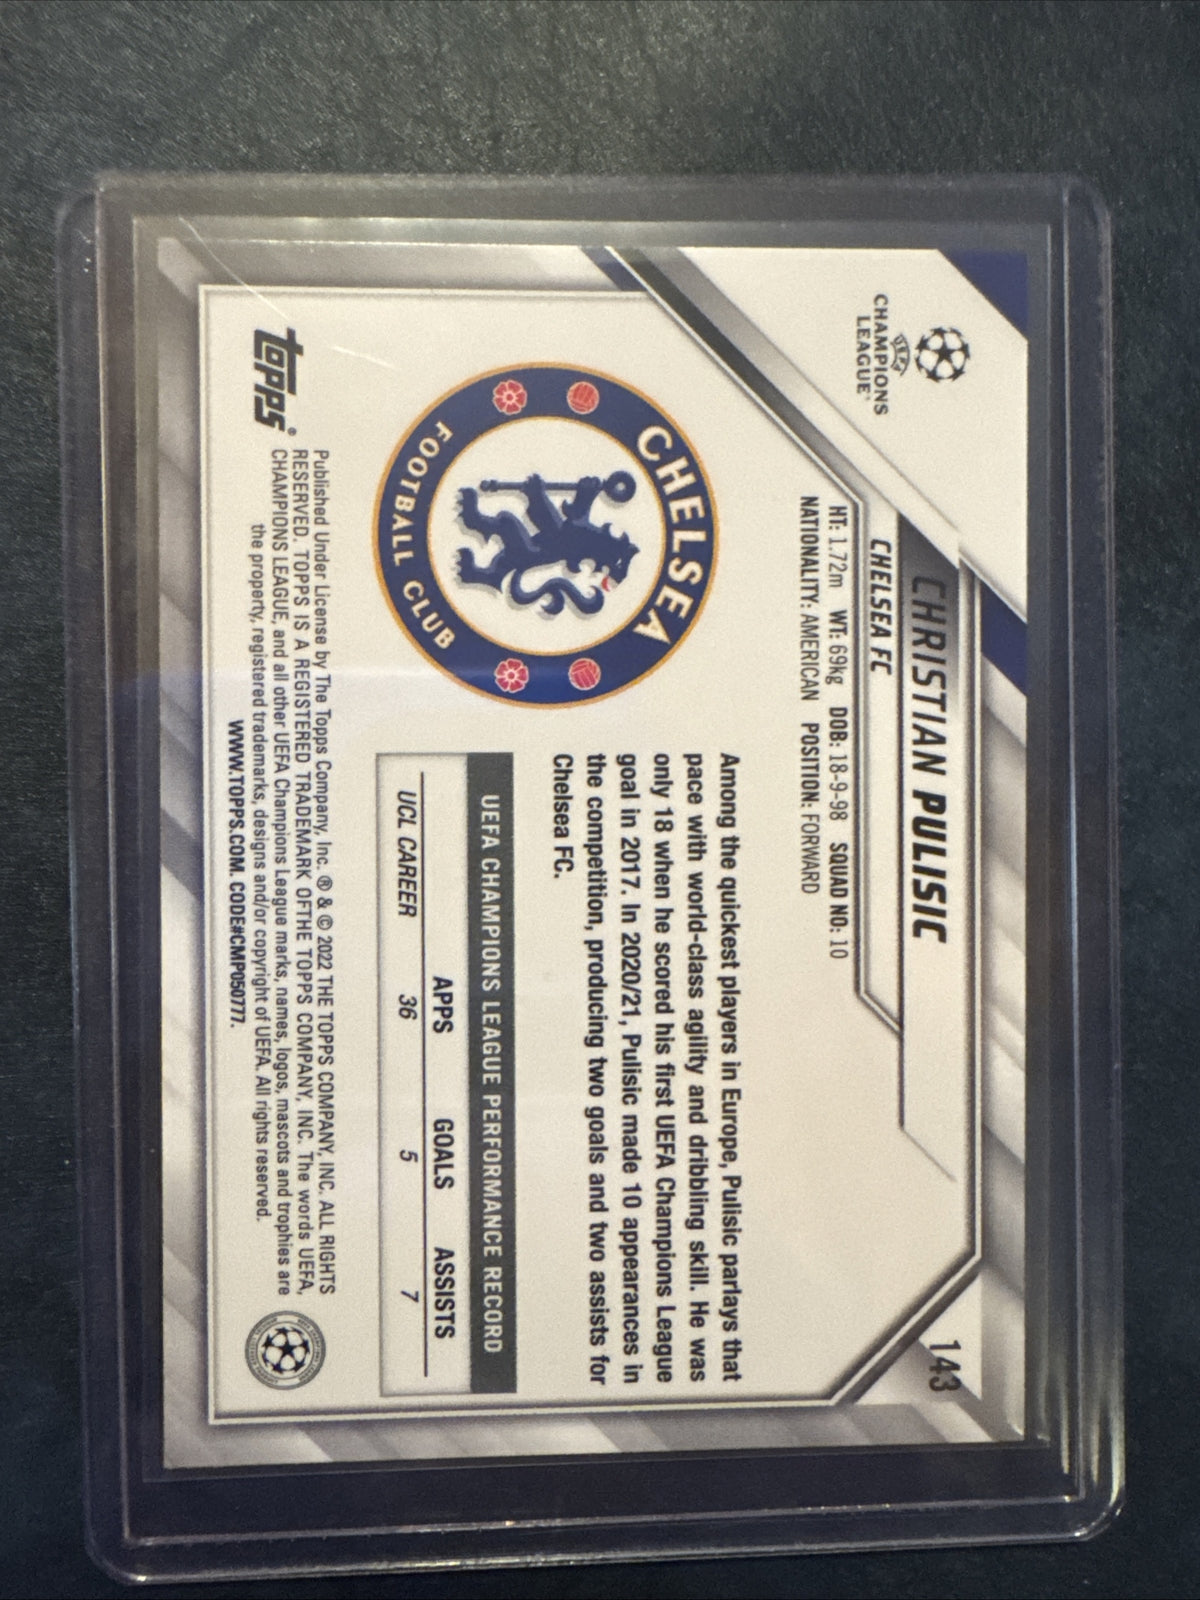 CHRISTIAN PULISIC
143
CHELSEA FC
HT: 1.72m WT: 69kg DOB: 18-9-98 SQUAD NO: 10
NATIONALITY: AMERICAN POSITION: FORWARD
UEFA
CHAMPIONS
LEAGUE
Among the quickest players in Europe, Pulisic parlays that
pace with world-class agility and dribbling skill. He was
only 18 when he scored his first UEFA Champions League
goal in 2017. In 2020/21, Pulisic made 10 appearances in
the competition, producing two goals and two assists for
Chelsea FC.
CHELSEA
FOOTBALL CLUB
UEFA CHAMPIONS LEAGUE PERFORMANCE RECORD
APPS GOALS ASSISTS
UCL CAREER 36 5 7
topps®
Published Under License by The Topps Company, Inc. ® & © 2022 THE TOPPS COMPANY, INC. ALL RIGHTS
RESERVED. TOPPS IS A REGISTERED TRADEMARK OFTHE TOPPS COMPANY, INC. The words UEFA,
CHAMPIONS LEAGUE, and all other UEFA Champions League marks, names, logos, mascots and trophies are
the property, registered trademarks, designs and/or copyright of UEFA. All rights reserved.
WWW.TOPPS.COM. CODE#CMP050777.